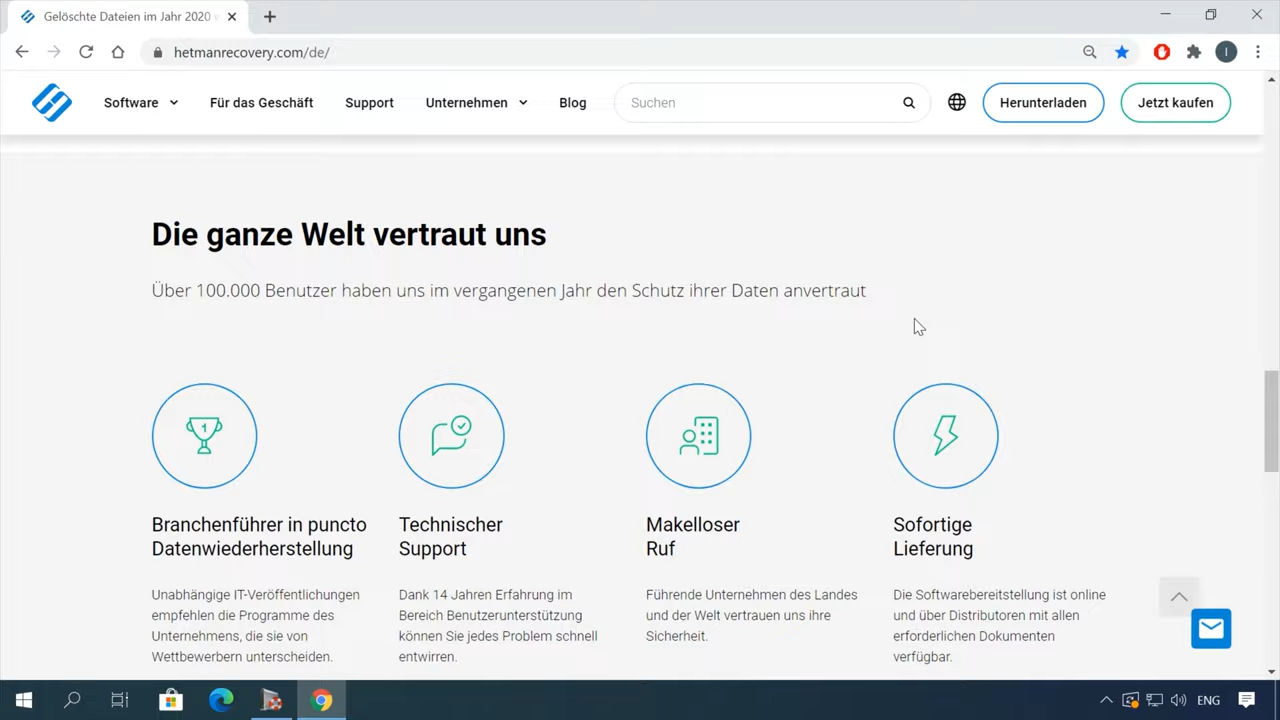 Gelöschte Dateien im Jahr 2020
hetmanrecovery.com/de/
Software
Für das Geschäft
Support
Unternehmen
Blog
Suchen
Herunterladen
Jetzt kaufen
Die ganze Welt vertraut uns
Über 100.000 Benutzer haben uns im vergangenen Jahr den Schutz ihrer Daten anvertraut
1
Branchenführer in puncto
Datenwiederherstellung
Unabhängige IT-Veröffentlichungen
empfehlen die Programme des
Unternehmens, die sie von
Wettbewerbern unterscheiden.
Technischer
Support
Dank 14 Jahren Erfahrung im
Bereich Benutzerunterstützung
können Sie jedes Problem schnell
entwirren.
Makelloser
Ruf
Führende Unternehmen des Landes
und der Welt vertrauen uns ihre
Sicherheit.
Sofortige
Lieferung
Die Softwarebereitstellung ist online
und über Distributoren mit allen
erforderlichen Dokumenten
verfügbar.
I
ENG